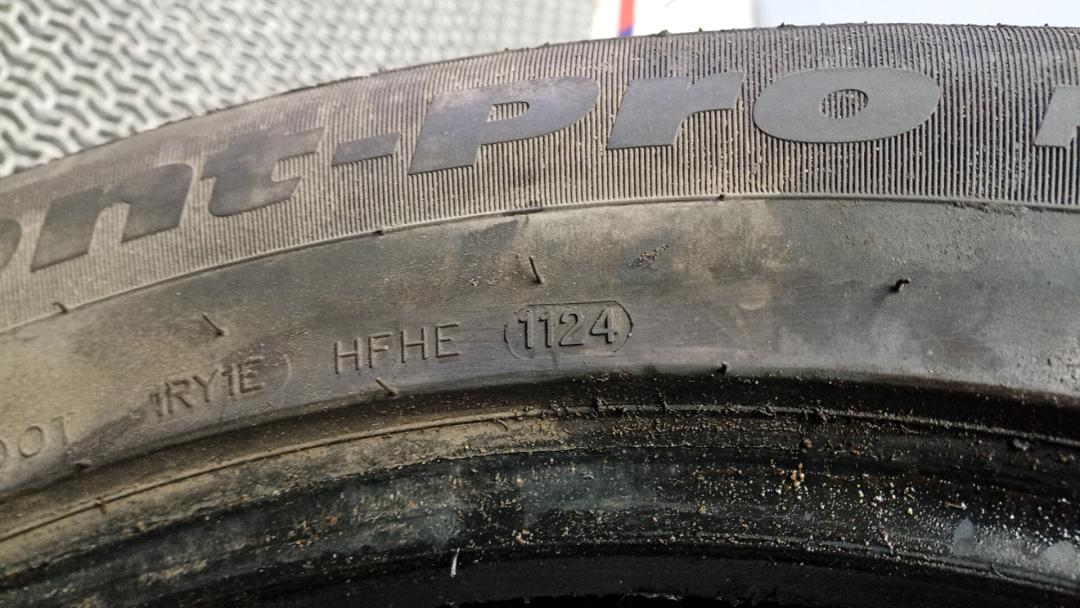 ont-pro
DOT 1RY1E HFHE 1124